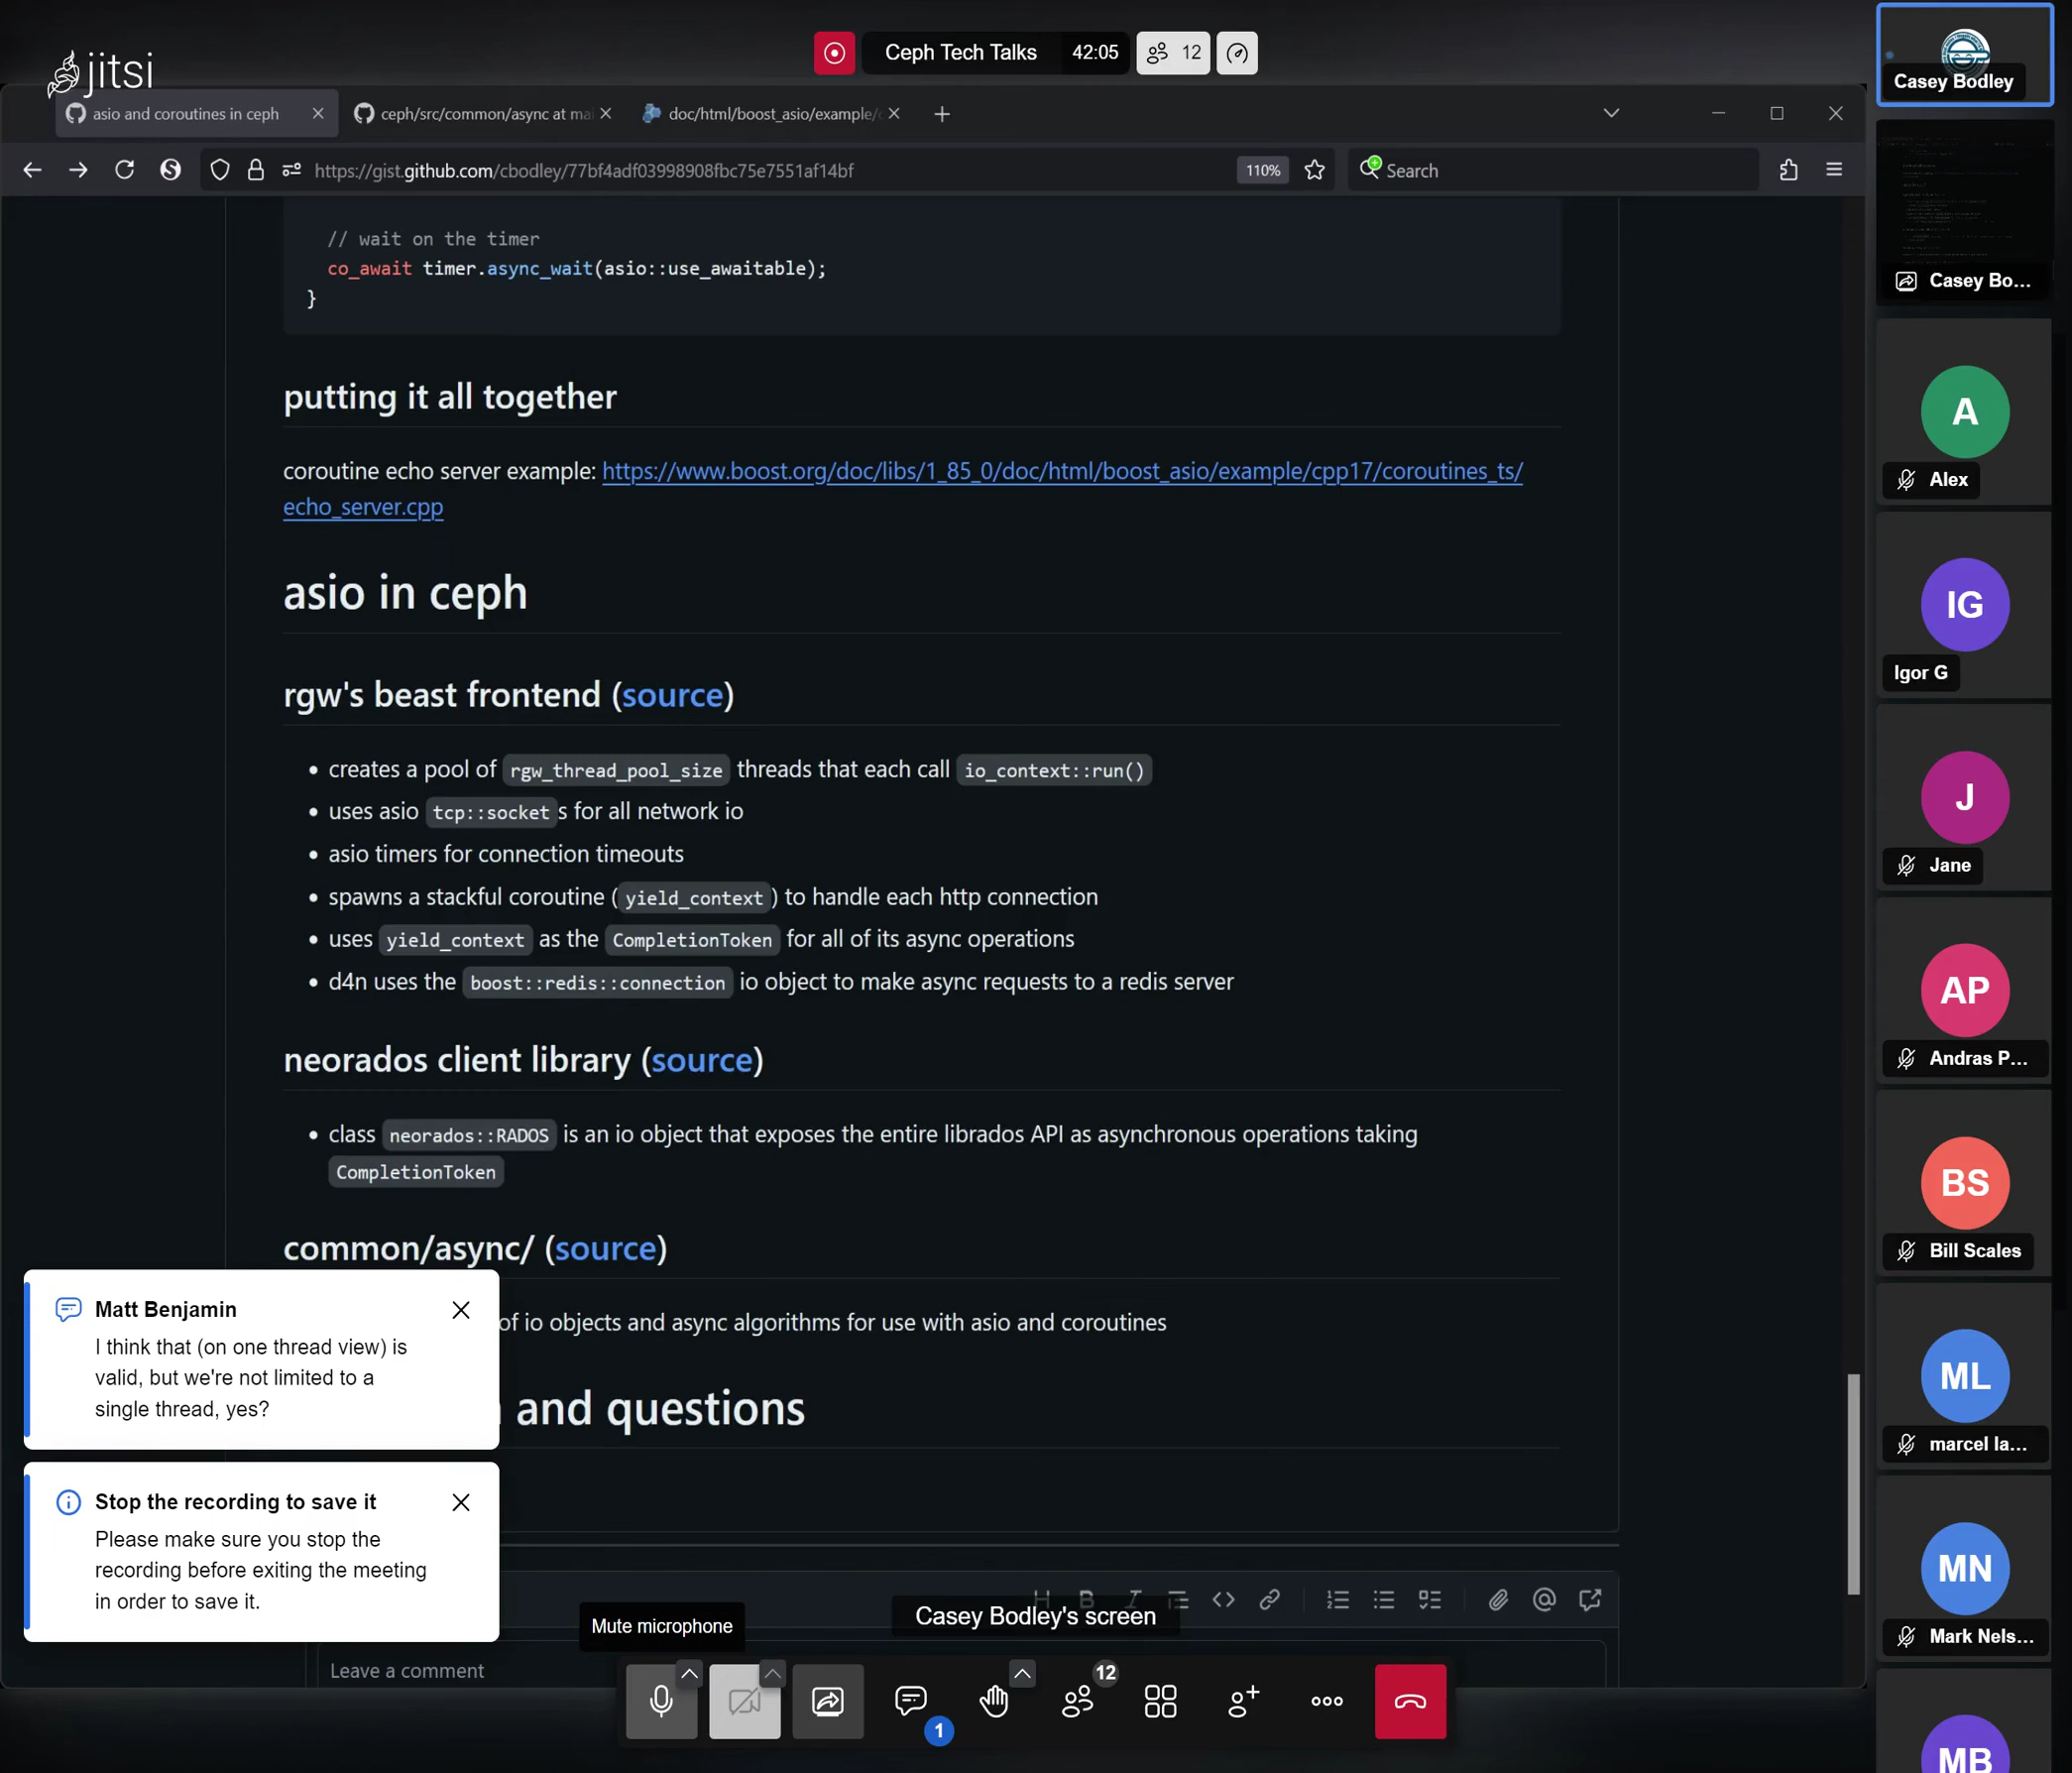 jitsi
Ceph Tech Talks 42:05 12
asio and coroutines in ceph
ceph/src/common/async at mai
doc/html/boost_asio/example/
https://gist.github.com/cbodley/77bf4adf03998908fbc75e7551af14bf
110%
Search
// wait on the timer
co_await timer.async_wait(asio::use_awaitable);
}
putting it all together
coroutine echo server example: https://www.boost.org/doc/libs/1_85_0/doc/html/boost_asio/example/cpp17/coroutines_ts/
echo_server.cpp
asio in ceph
rgw's beast frontend (source)
• creates a pool of rgw_thread_pool_size threads that each call io_context::run()
• uses asio tcp::socket s for all network io
• asio timers for connection timeouts
• spawns a stackful coroutine ( yield_context ) to handle each http connection
• uses yield_context as the CompletionToken for all of its async operations
• d4n uses the boost::redis::connection io object to make async requests to a redis server
neorados client library (source)
• class neorados::RADOS is an io object that exposes the entire librados API as asynchronous operations taking
CompletionToken
common/async/ (source)
of io objects and async algorithms for use with asio and coroutines
and questions
Matt Benjamin
I think that (on one thread view) is
valid, but we're not limited to a
single thread, yes?
Stop the recording to save it
Please make sure you stop the
recording before exiting the meeting
in order to save it.
H B I
Mute microphone
Casey Bodley's screen
Leave a comment
1
12
Casey Bodley
Casey Bo...
A
Alex
IG
Igor G
J
Jane
AP
Andras P...
BS
Bill Scales
ML
marcel la...
MN
Mark Nels...
MB